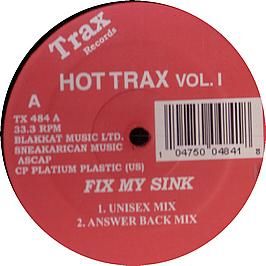 Trax
Records
HOT TRAX VOL. I
A
TX 484 A
33.3 RPM
BLAKKAT MUSIC LTD.
SNEAKARICAN MUSIC
ASCAP
CP PLATIUM PLASTIC (US)
1 04750 04841 8
FIX MY SINK
1. UNISEX MIX
2. ANSWER BACK MIX